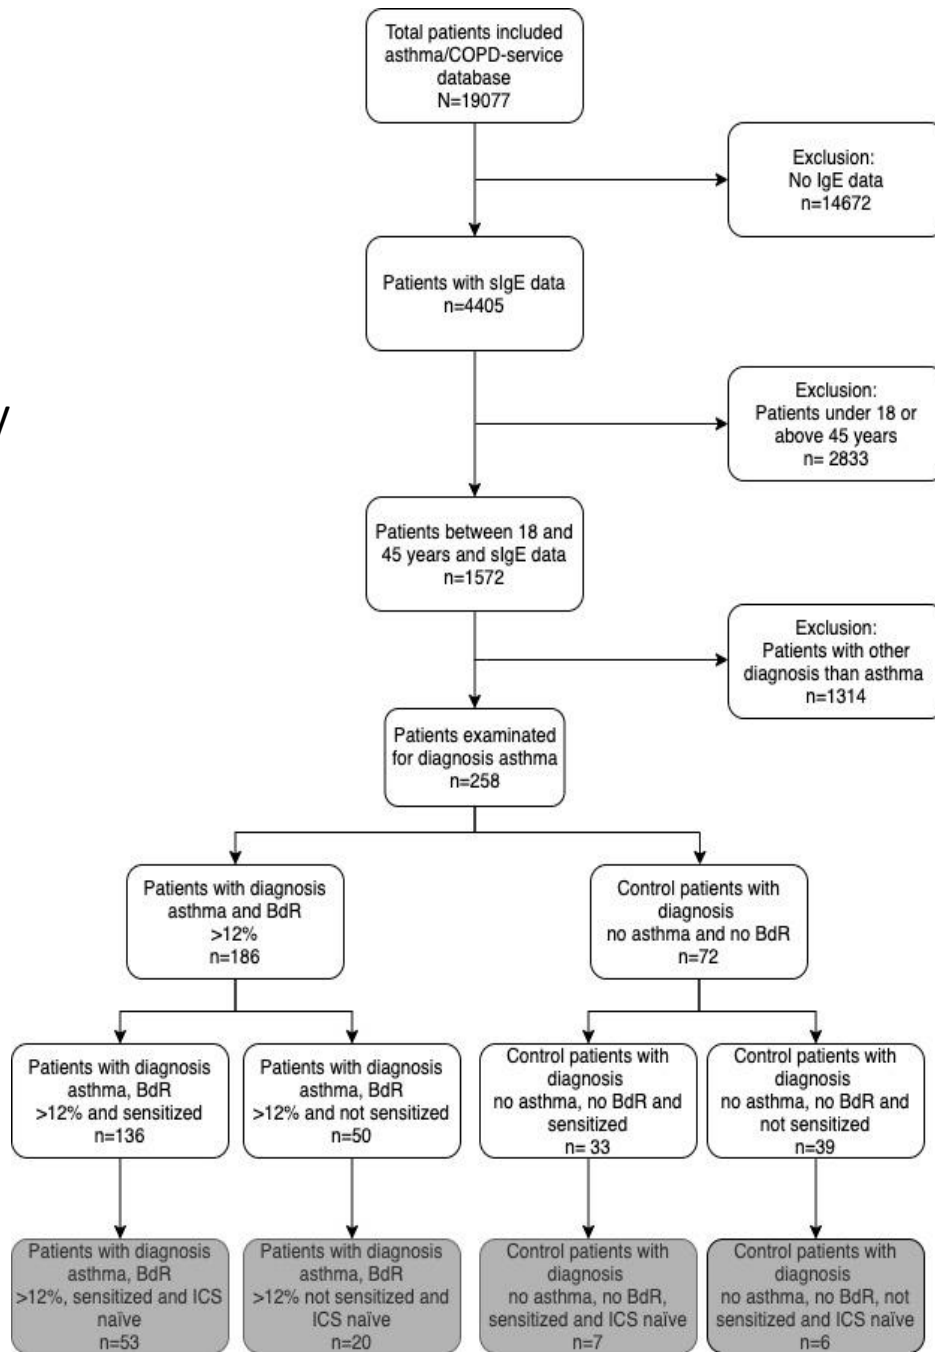 Total patients included
asthma/COPD-service
database
N=19077
Exclusion:
No IgE data
n=14672
Patients with sIgE data
n=4405
Exclusion:
Patients under 18 or
above 45 years
n= 2833
y
Patients between 18 and
45 years and sIgE data
n=1572
Exclusion:
Patients with other
diagnosis than asthma
n=1314
Patients examinated
for diagnosis asthma
n=258
Patients with diagnosis
asthma and BdR
>12%
n=186
Control patients with
diagnosis
no asthma and no BdR
n=72
Patients with diagnosis
asthma, BdR
>12% and sensitized
n=136
Patients with diagnosis
asthma, BdR
>12% and not sensitized
n=50
Control patients with
diagnosis
no asthma, no BdR and
sensitized
n= 33
Control patients with
diagnosis
no asthma, no BdR and
not sensitized
n=39
Patients with diagnosis
asthma, BdR
>12%, sensitized and ICS
naïve
n=53
Patients with diagnosis
asthma, BdR
>12% not sensitized and
ICS naïve
n=20
Control patients with
diagnosis
no asthma, no BdR,
sensitized and ICS naïve
n=7
Control patients with
diagnosis
no asthma, no BdR, not
sensitized and ICS naïve
n=6